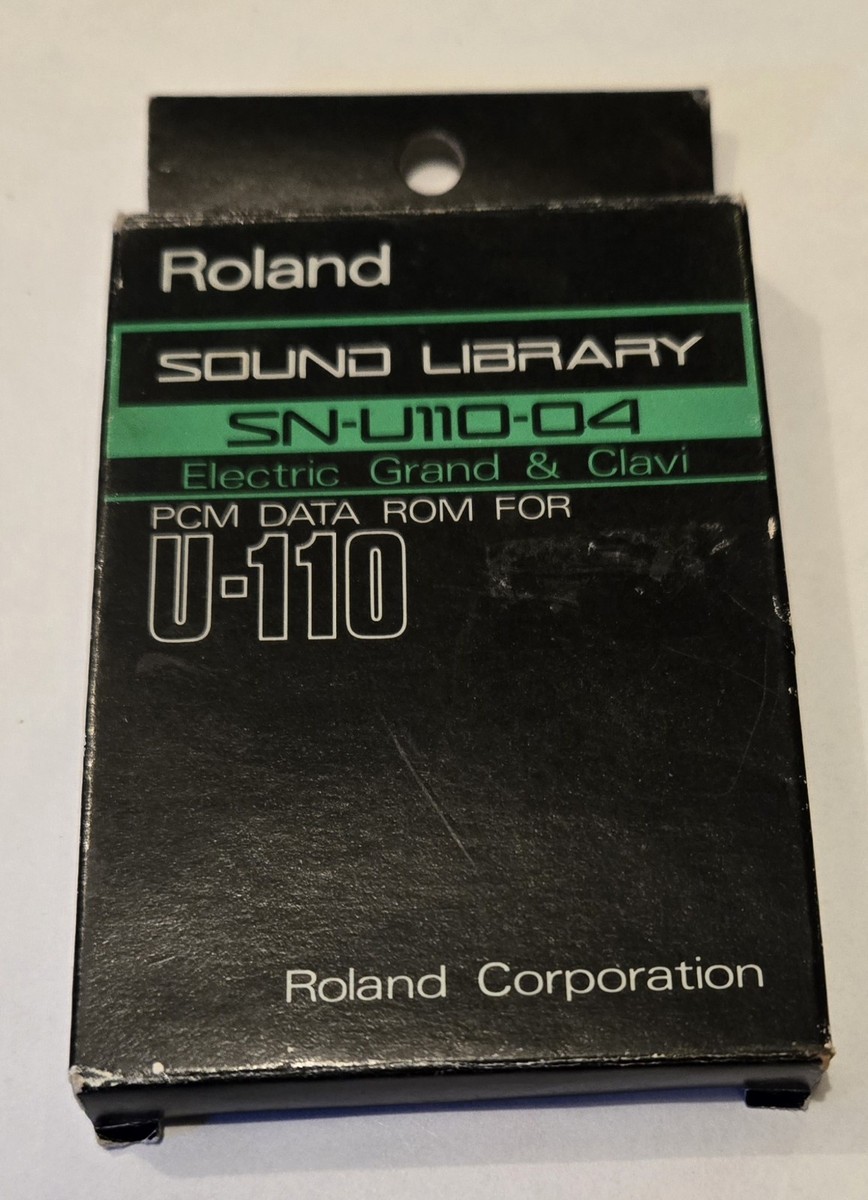 Roland
SOUND LIBRARY
SN-U110-04
Electric Grand & Clavi
PCM DATA ROM FOR
U-110
Roland Corporation